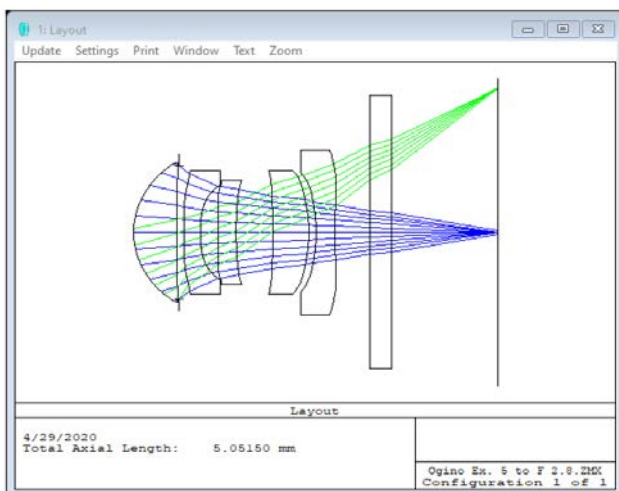 1: Layout
Update Settings Print Window Text Zoom
Layout
4/29/2020
Total Axial Length: 5.05150 mm
Ogino Ex. 5 to F 2.8.ZMX
Configuration 1 of 1